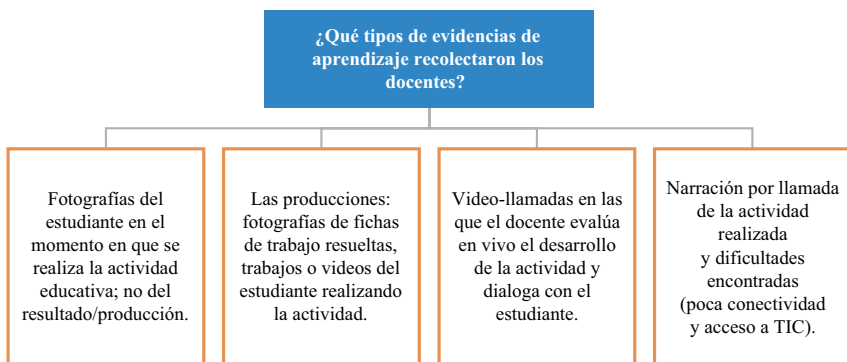 ¿Qué tipos de evidencias de
aprendizaje recolectaron los
docentes?
Fotografías del
estudiante en el
momento en que se
realiza la actividad
educativa; no del
resultado/producción.
Las producciones:
fotografías de fichas
de trabajo resueltas,
trabajos o videos del
estudiante realizando
la actividad.
Video-llamadas en las
que el docente evalúa
en vivo el desarrollo
de la actividad y
dialoga con el
estudiante.
Narración por llamada
de la actividad
realizada
y dificultades
encontradas
(poca conectividad
y acceso a TIC).